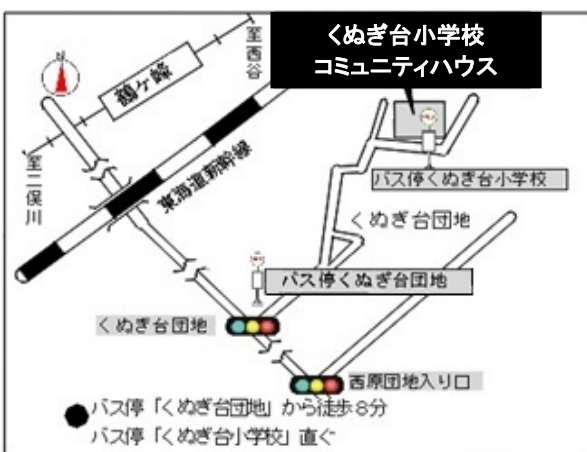 くぬぎ台小学校
コミュニティハウス
至西谷
N
鶴ヶ峰
至二俣川
東海道新幹線
バス停くぬぎ台小学校
くぬぎ台団地
バス停くぬぎ台団地
くぬぎ台団地
西原団地入り口
●バス停「くぬぎ台団地」から徒歩8分
バス停「くぬぎ台小学校」直ぐ